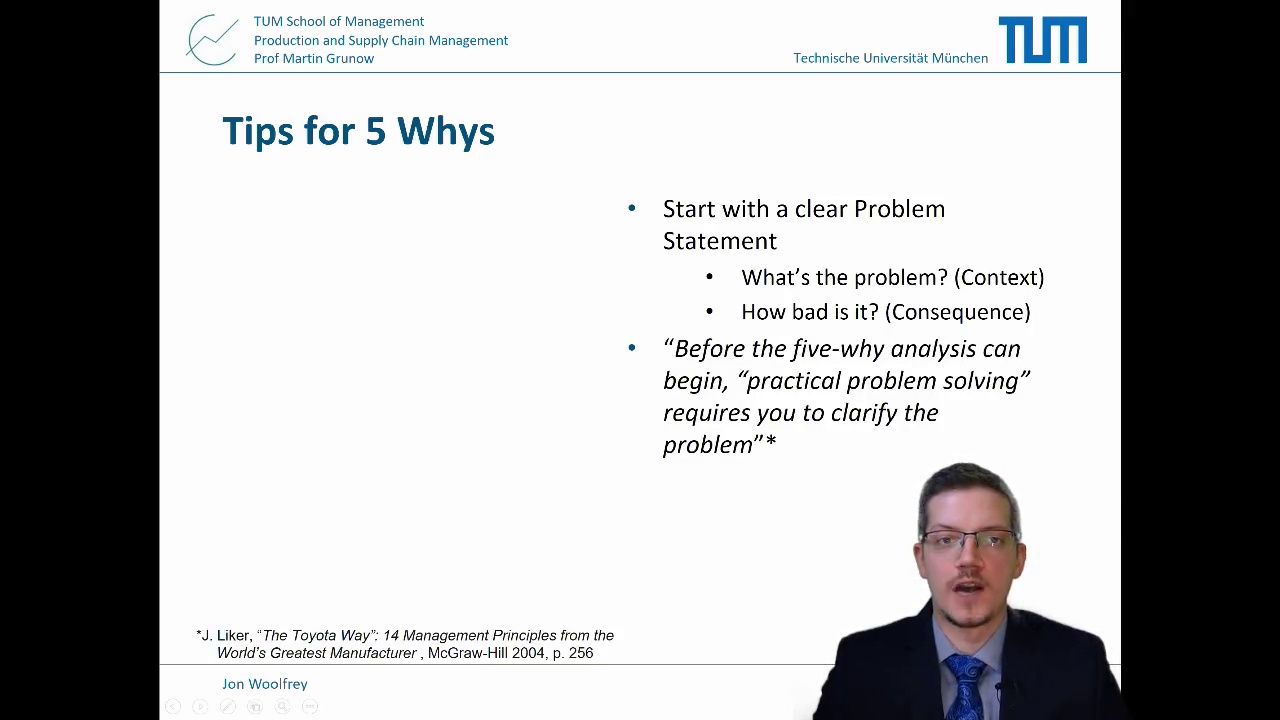 TUM School of Management
Production and Supply Chain Management
Prof Martin Grunow
Technische Universität München
TUM
Tips for 5 Whys
• Start with a clear Problem
Statement
• What's the problem? (Context)
• How bad is it? (Consequence)
• “Before the five-why analysis can
begin, “practical problem solving”
requires you to clarify the
problem”*
*J. Liker, “The Toyota Way”: 14 Management Principles from the
World's Greatest Manufacturer , McGraw-Hill 2004, p. 256
Jon Woolfrey